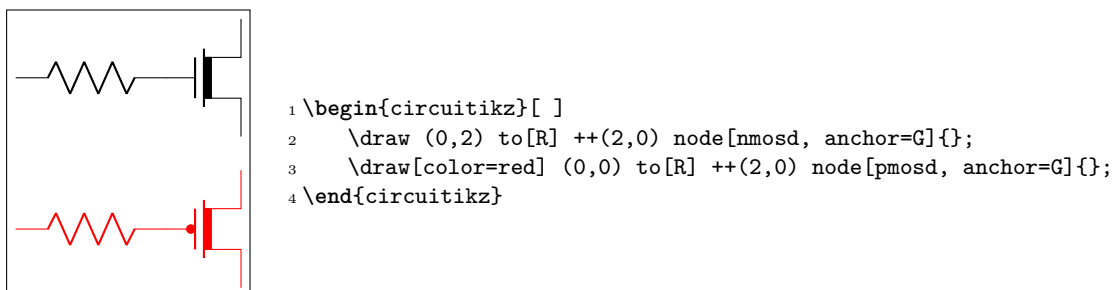 1 \begin{circuitikz}[ ]
2     \draw (0,2) to[R] ++(2,0) node[nmosd, anchor=G]{};
3     \draw[color=red] (0,0) to[R] ++(2,0) node[pmosd, anchor=G]{};
4 \end{circuitikz}